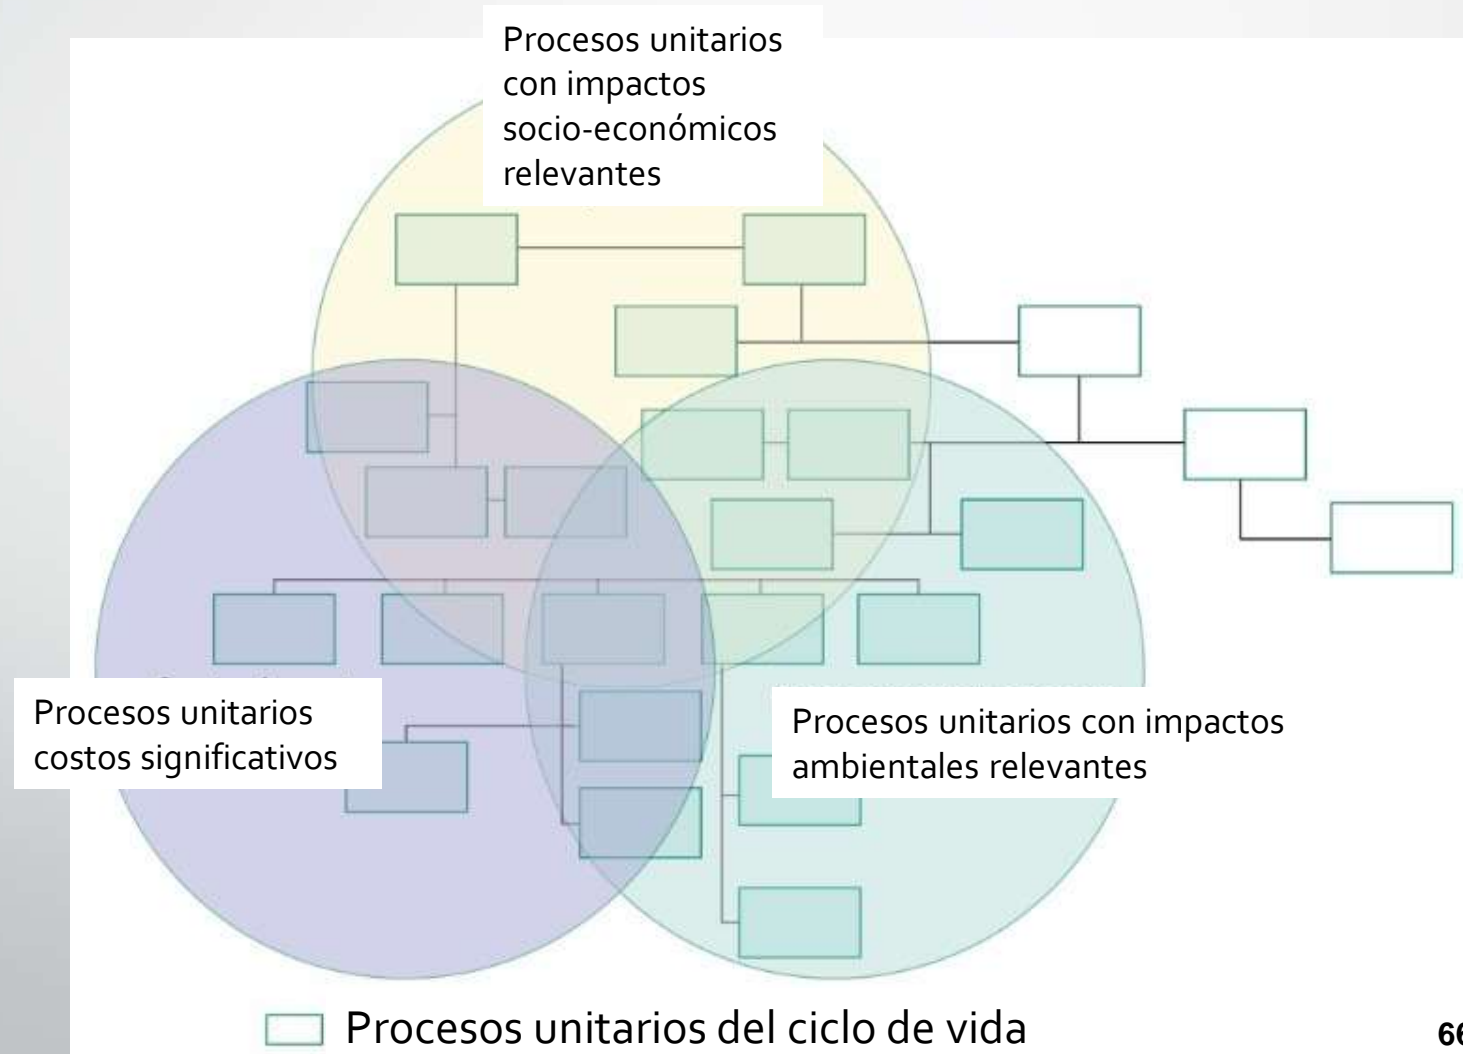 Procesos unitarios
con impactos
socio-económicos
relevantes
Procesos unitarios
costos significativos
Procesos unitarios con impactos
ambientales relevantes
Procesos unitarios del ciclo de vida
66